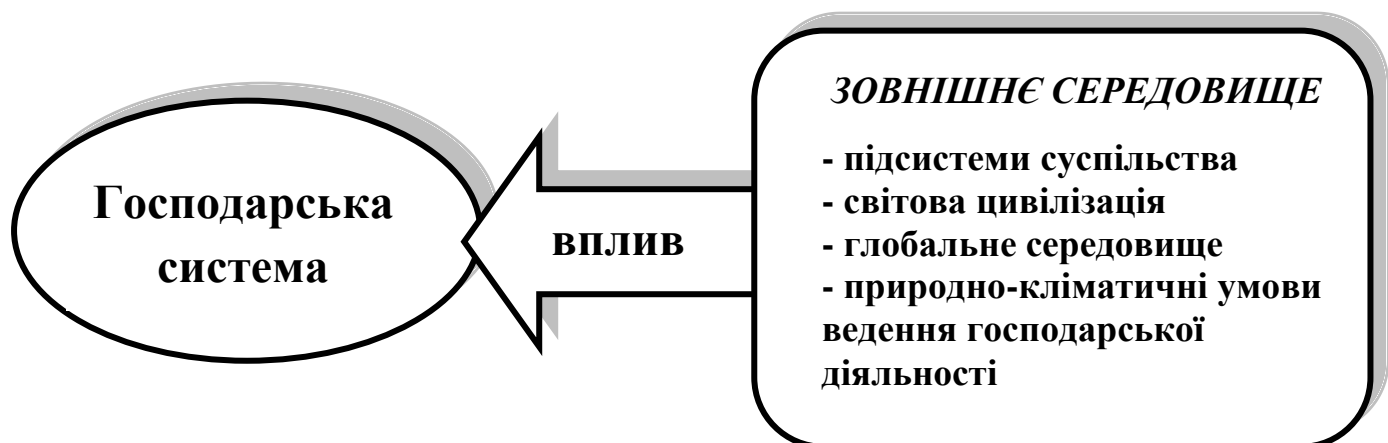 Господарська
система
вплив
ЗОВНІШНЄ СЕРЕДОВИЩЕ
- підсистеми суспільства
- світова цивілізація
- глобальне середовище
- природно-кліматичні умови
ведення господарської
діяльності